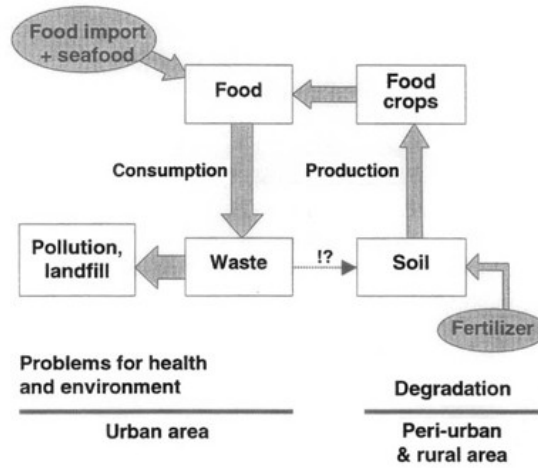 Food import
+ seafood
Food
Food
crops
Consumption
Production
Pollution,
landfill
Waste
!?
Soil
Fertilizer
Problems for health
and environment
Degradation
Urban area
Peri-urban
& rural area